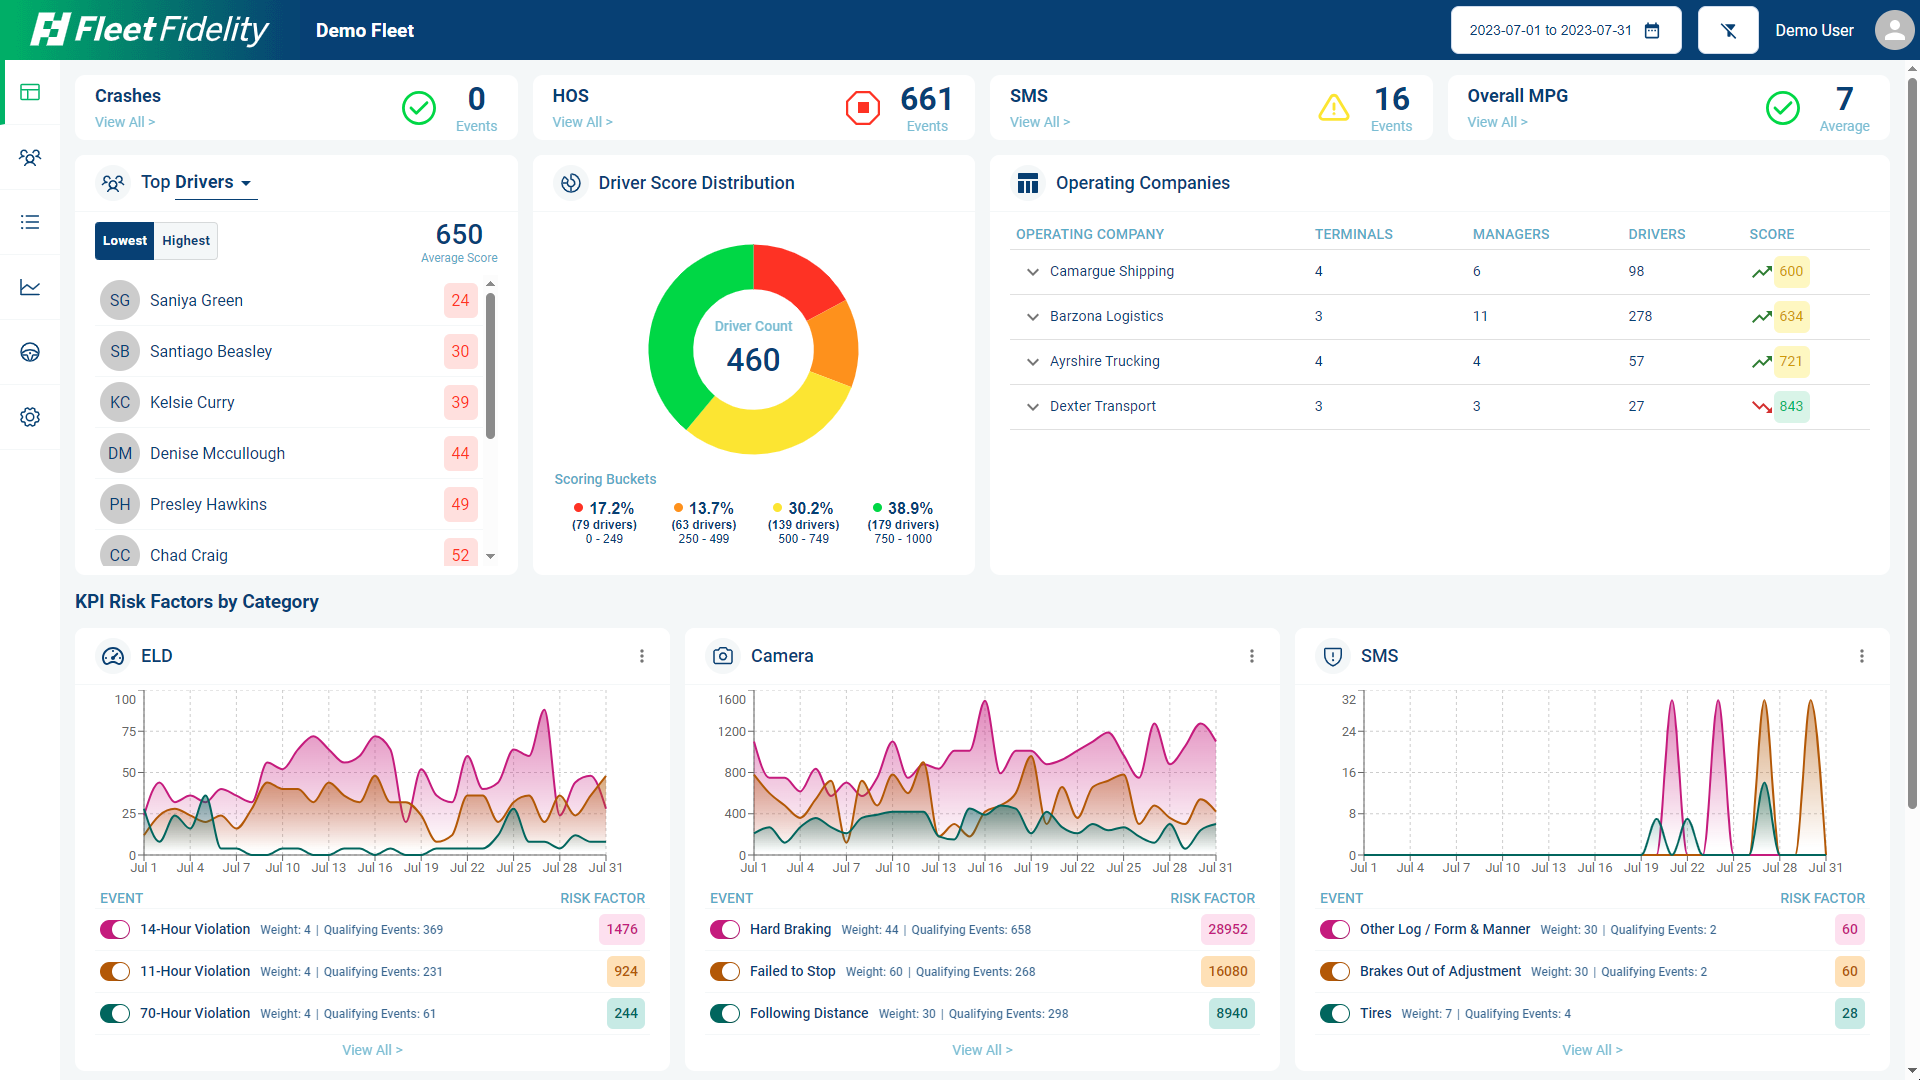 FleetFidelity
Demo Fleet
2023-07-01 to 2023-07-31
Demo User
Crashes
View All >
0
Events
HOS
View All >
661
Events
SMS
View All >
16
Events
Overall MPG
View All >
7
Average
Top Drivers
Lowest
Highest
650
Average Score
SG Saniya Green 24
SB Santiago Beasley 30
KC Kelsie Curry 39
DM Denise Mccullough 44
PH Presley Hawkins 49
CC Chad Craig 52
Driver Score Distribution
Driver Count
460
Scoring Buckets
17.2% 13.7% 30.2% 38.9%
(79 drivers) (63 drivers) (139 drivers) (179 drivers)
0 - 249 250 - 499 500 - 749 750 - 1000
Operating Companies
OPERATING COMPANY TERMINALS MANAGERS DRIVERS SCORE
Camargue Shipping 4 6 98 600
Barzona Logistics 3 11 278 634
Ayrshire Trucking 4 4 57 721
Dexter Transport 3 3 27 843
KPI Risk Factors by Category
ELD
100
75
50
25
0
Jul 1 Jul 4 Jul 7 Jul 10 Jul 13 Jul 16 Jul 19 Jul 22 Jul 25 Jul 28 Jul 31
EVENT RISK FACTOR
14-Hour Violation Weight: 4 | Qualifying Events: 369 1476
11-Hour Violation Weight: 4 | Qualifying Events: 231 924
70-Hour Violation Weight: 4 | Qualifying Events: 61 244
View All >
Camera
1600
1200
800
400
0
Jul 1 Jul 4 Jul 7 Jul 10 Jul 13 Jul 16 Jul 19 Jul 22 Jul 25 Jul 28 Jul 31
EVENT RISK FACTOR
Hard Braking Weight: 44 | Qualifying Events: 658 28952
Failed to Stop Weight: 60 | Qualifying Events: 268 16080
Following Distance Weight: 30 | Qualifying Events: 298 8940
View All >
SMS
32
24
16
8
0
Jul 1 Jul 4 Jul 7 Jul 10 Jul 13 Jul 16 Jul 19 Jul 22 Jul 25 Jul 28 Jul 31
EVENT RISK FACTOR
Other Log / Form & Manner Weight: 30 | Qualifying Events: 2 60
Brakes Out of Adjustment Weight: 30 | Qualifying Events: 2 60
Tires Weight: 7 | Qualifying Events: 4 28
View All >